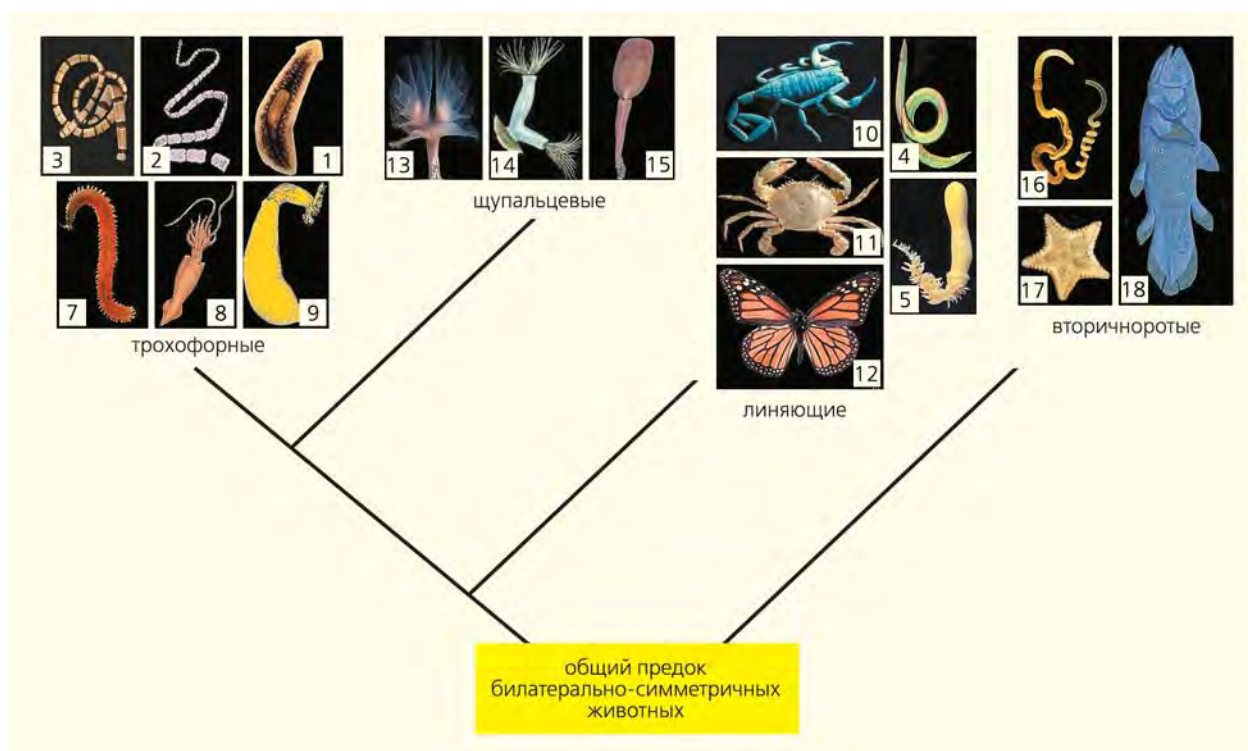 3
2
1
7
8
9
трохофорные
13
14
15
щупальцевые
10
4
11
5
12
линяющие
16
17
18
вторичноротые
общий предок
билатерально-симметричных
животных